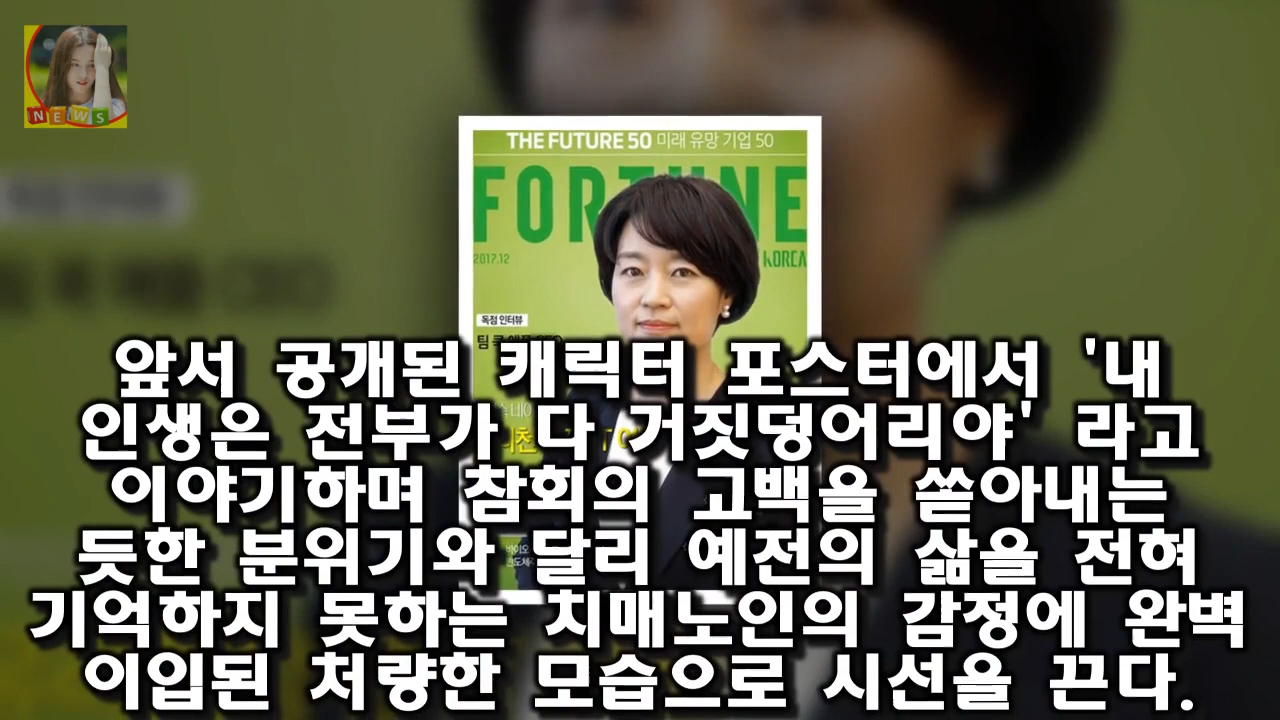 NEWS
THE FUTURE 50 미래 유망 기업 50
FORTUNE
2017.12
KOREA
독점 인터뷰
앞서 공개된 캐릭터 포스터에서 '내
인생은 전부가 다 거짓덩어리야' 라고
이야기하며 참회의 고백을 쏟아내는
듯한 분위기와 달리 예전의 삶을 전혀
기억하지 못하는 치매노인의 감정에 완벽
이입된 처량한 모습으로 시선을 끈다.